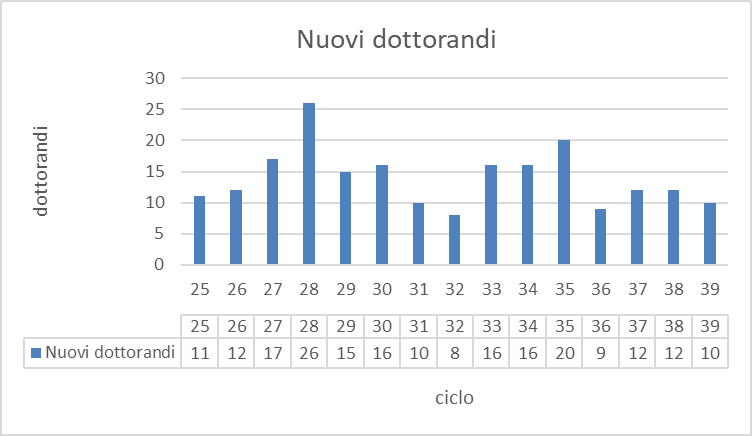 Nuovi dottorandi
dottorandi
30
25
20
15
10
5
0
25 26 27 28 29 30 31 32 33 34 35 36 37 38 39
25 26 27 28 29 30 31 32 33 34 35 36 37 38 39
Nuovi dottorandi 11 12 17 26 15 16 10 8 16 16 20 9 12 12 10
ciclo